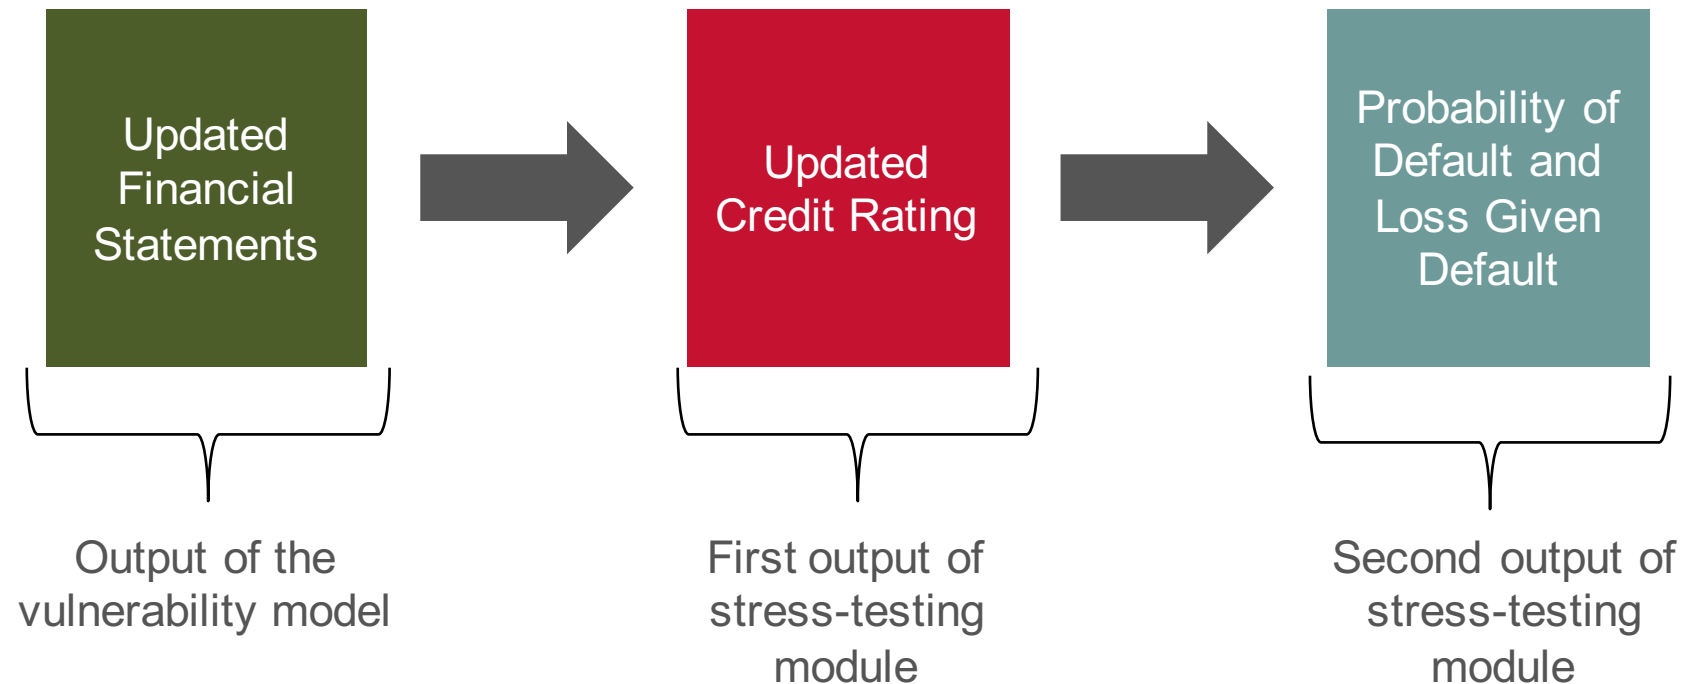 Updated
Financial
Statements
Updated
Credit Rating
Probability of
Default and
Loss Given
Default
Output of the
vulnerability model
First output of
stress-testing
module
Second output of
stress-testing
module